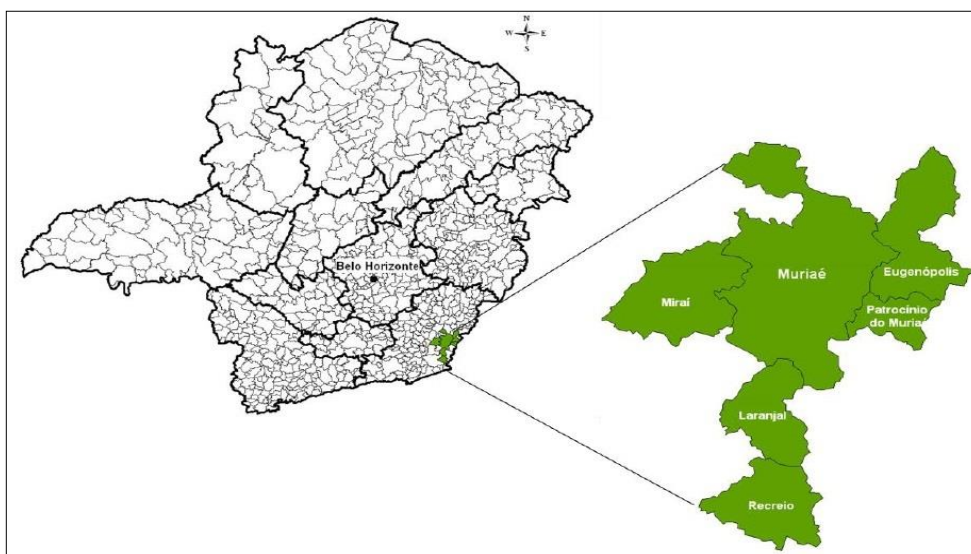 N
W E
S
Belo Horizonte
Muriaé
Eugenópolis
Miraí
Patrocínio
do Muriaé
Laranjal
Recreio